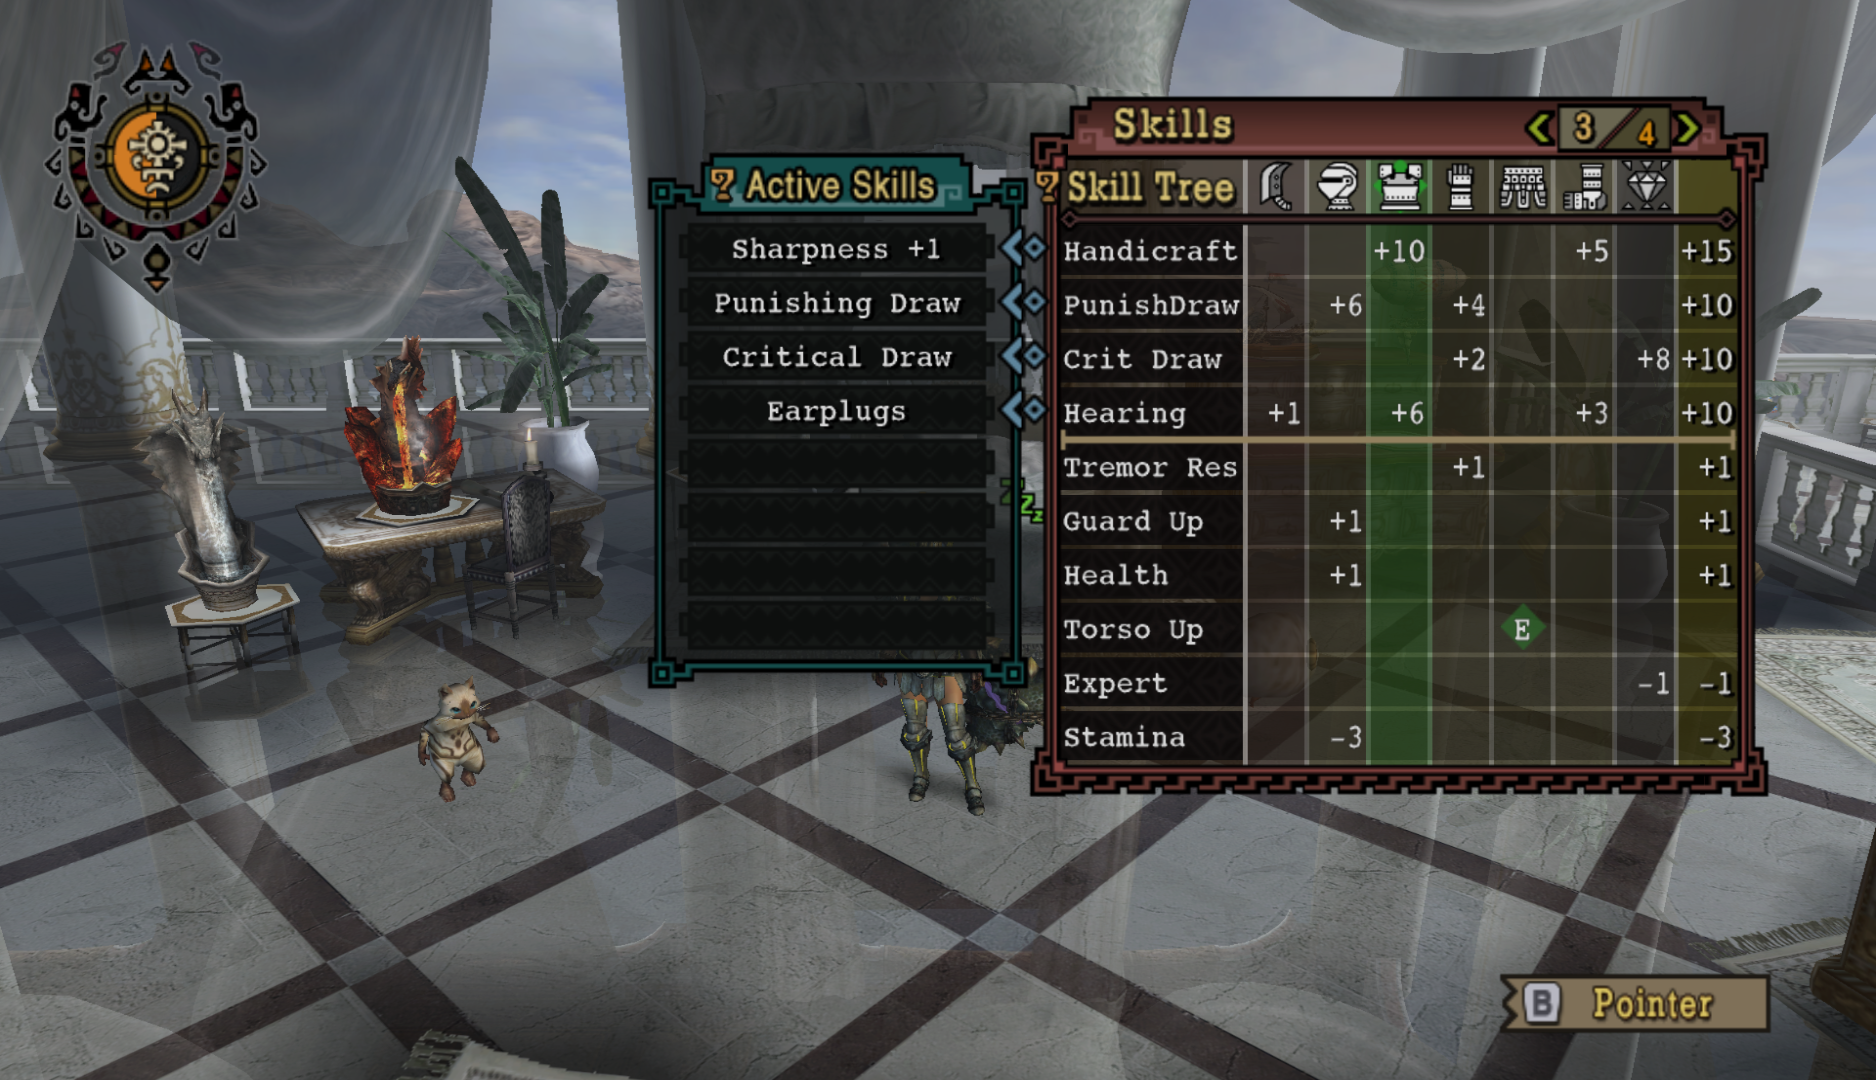 Skills
3/4
? Active Skills
? Skill Tree
Sharpness +1
Punishing Draw
Critical Draw
Earplugs
Handicraft +10 +5 +15
PunishDraw +6 +4 +10
Crit Draw +2 +8 +10
Hearing +1 +6 +3 +10
Tremor Res +1 +1
Guard Up +1 +1
Health +1 +1
Torso Up E
Expert -1 -1
Stamina -3 -3
zzz
B Pointer